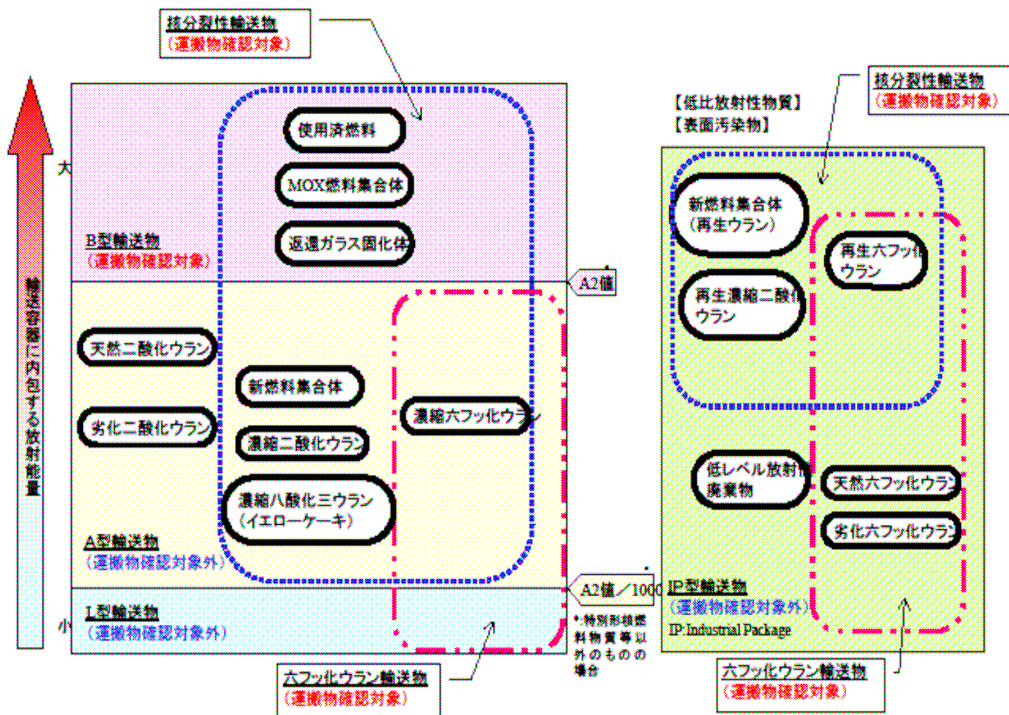 核分裂性輸送物
(運搬物確認対象)
核分裂性輸送物
(運搬物確認対象)
【低比放射性物質】
【表面汚染物】
大
輸送容器に内包する放射能量
小
使用済燃料
MOX燃料集合体
返還ガラス固化体
B型輸送物
(運搬物確認対象)
*
A2値
天然二酸化ウラン
劣化二酸化ウラン
新燃料集合体
濃縮二酸化ウラン
濃縮八酸化三ウラン
(イエローケーキ)
濃縮六フッ化ウラン
A型輸送物
(運搬物確認対象外)
*
A2値/1000
L型輸送物
(運搬物確認対象外)
*:特別形核燃
料物質等以
外のものの
場合
六フッ化ウラン輸送物
(運搬物確認対象)
新燃料集合体
(再生ウラン)
再生六フッ化
ウラン
再生濃縮二酸化
ウラン
低レベル放射性
廃棄物
天然六フッ化ウラン
劣化六フッ化ウラン
IP型輸送物
(運搬物確認対象外)
IP:Industrial Package
六フッ化ウラン輸送物
(運搬物確認対象)